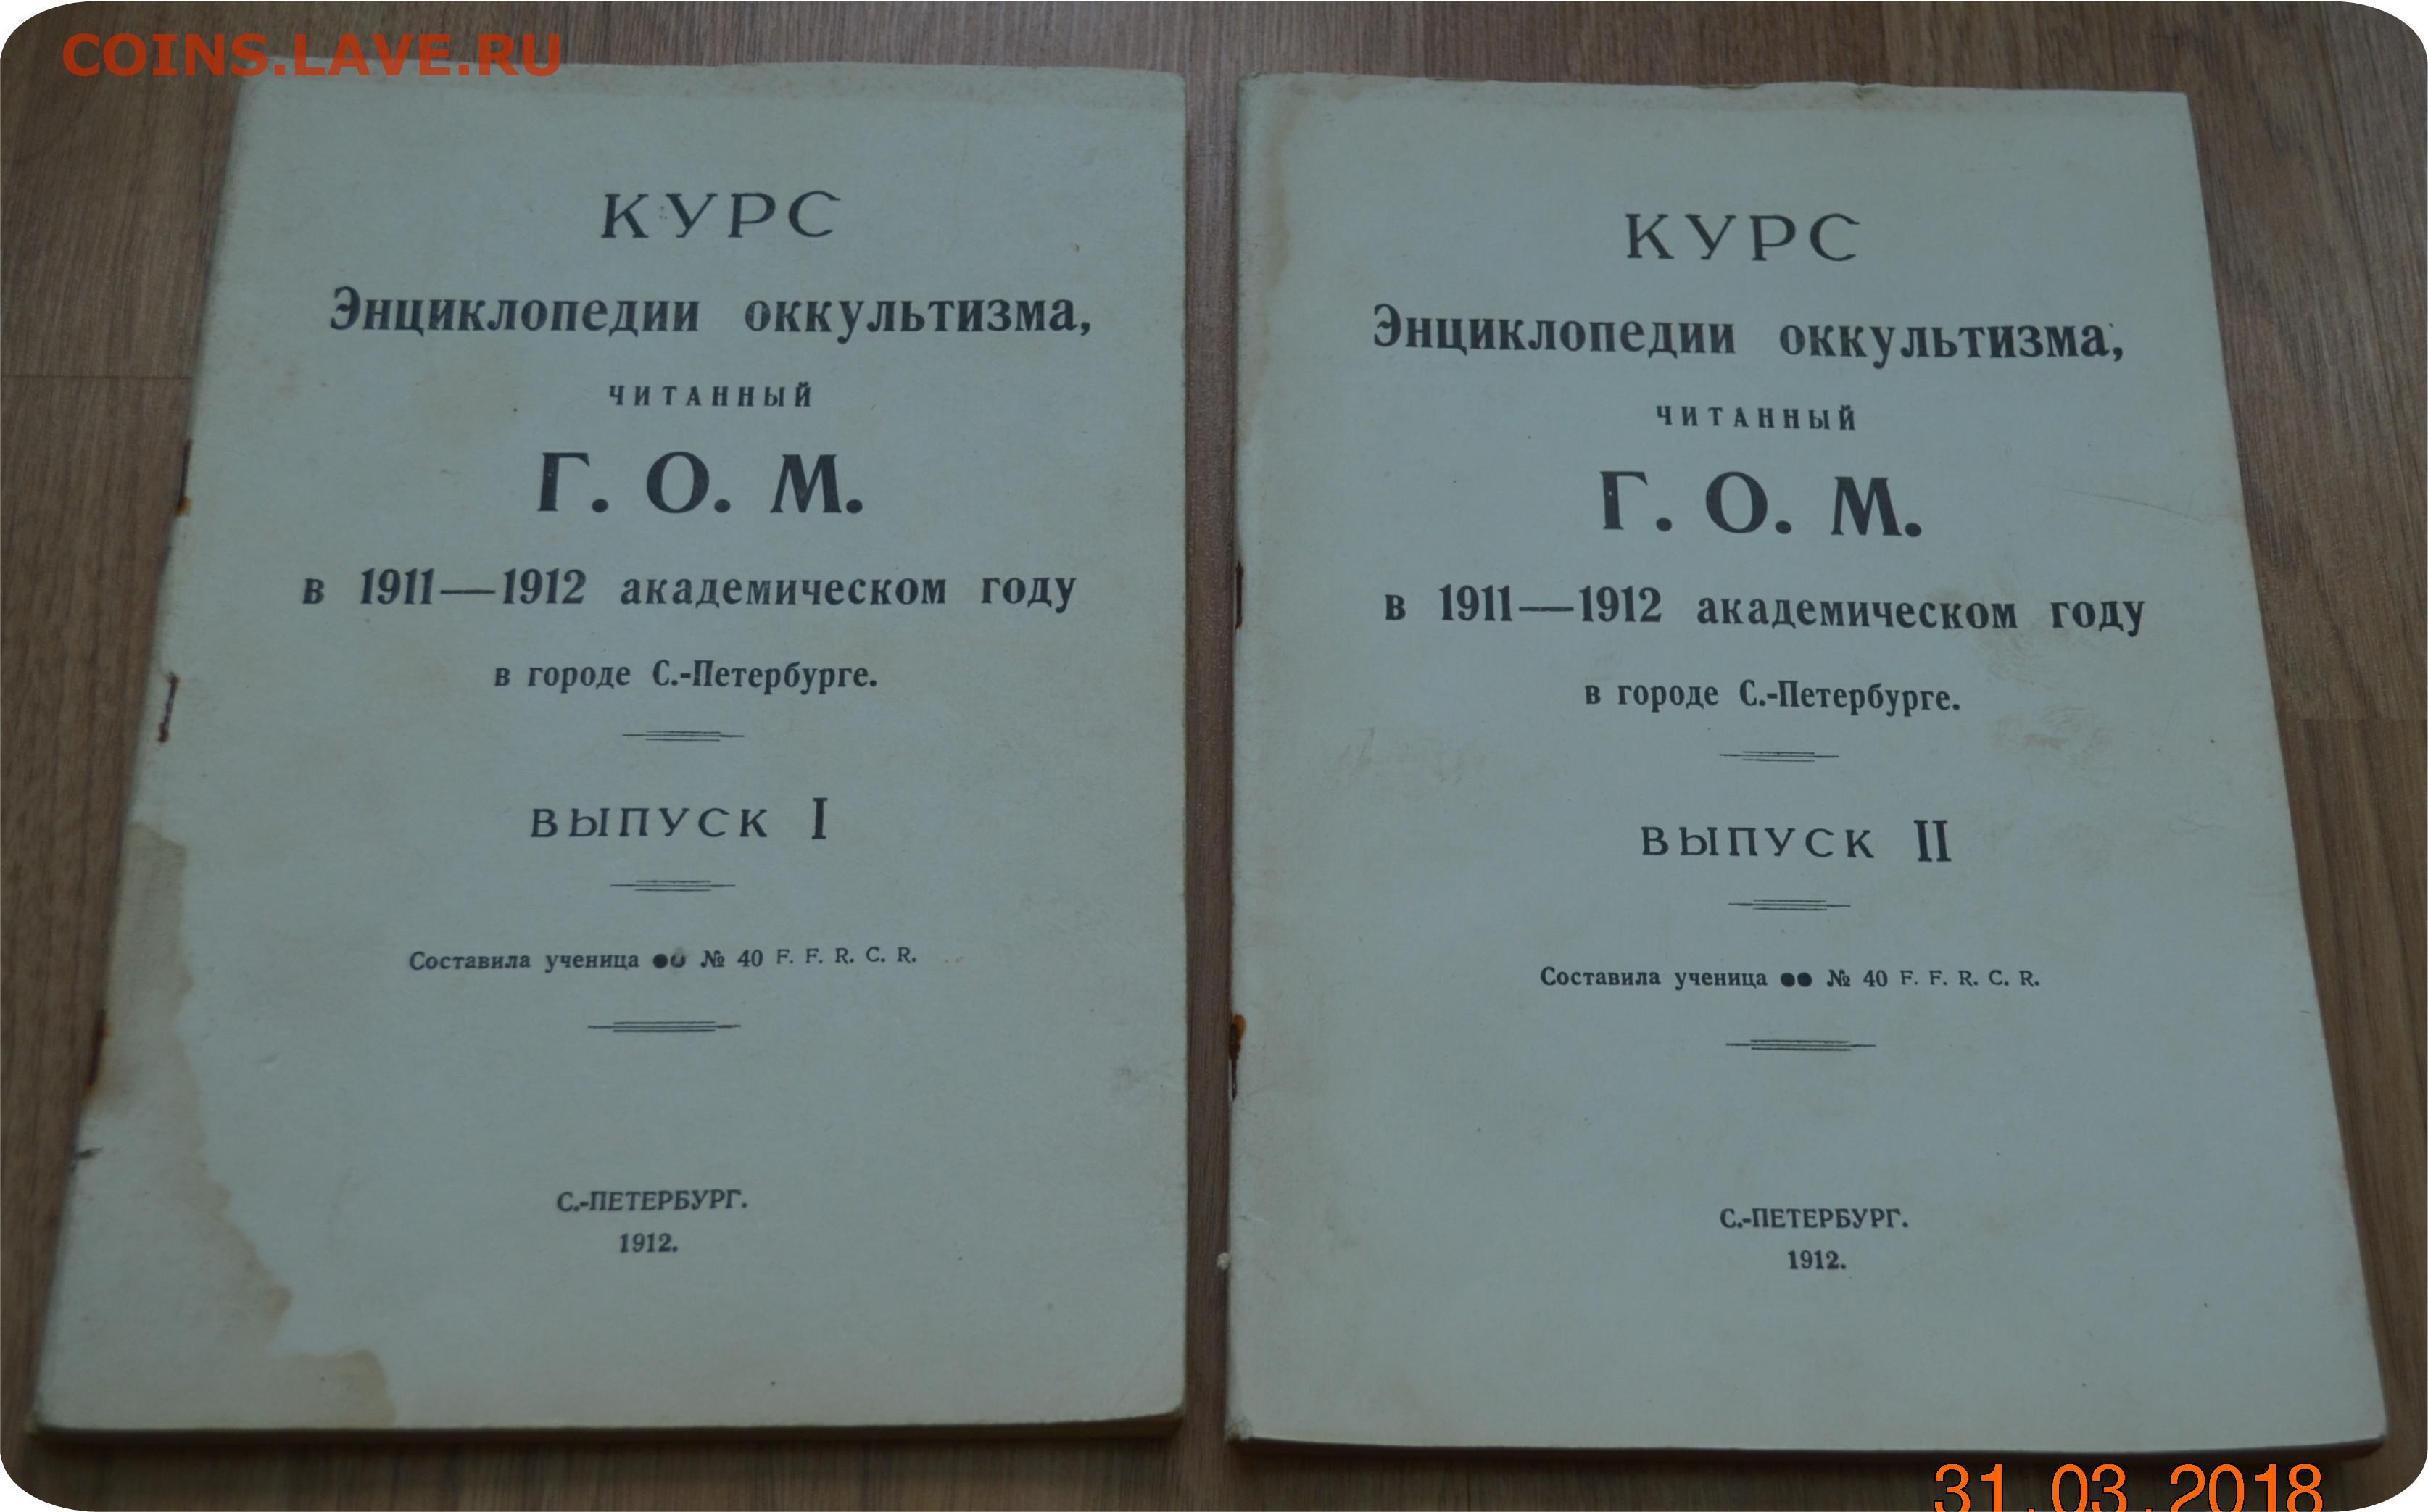 COINS.LAVE.RU
КУРС
Энциклопедии оккультизма,
читанный
Г. О. М.
в 1911—1912 академическом году
в городе С.-Петербурге.
ВЫПУСК I
Составила ученица ●● № 40 F. F. R. C. R.
С.-ПЕТЕРБУРГ.
1912.
КУРС
Энциклопедии оккультизма,
читанный
Г. О. М.
в 1911—1912 академическом году
в городе С.-Петербурге.
ВЫПУСК II
Составила ученица ●● № 40 F. F. R. C. R.
С.-ПЕТЕРБУРГ.
1912.
31.03.2018